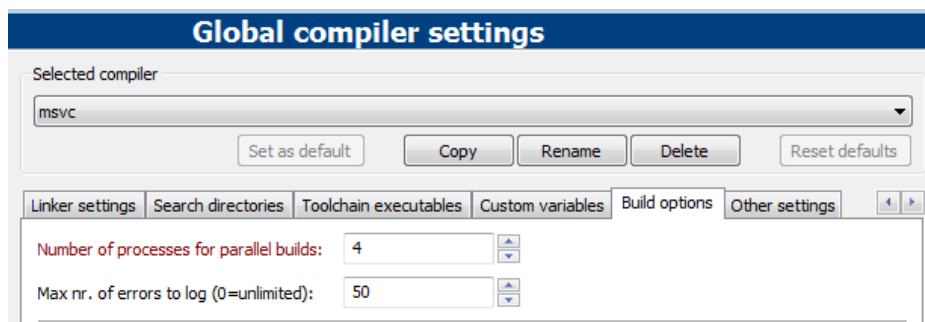 Global compiler settings
Selected compiler
msvc
Set as default Copy Rename Delete Reset defaults
Linker settings Search directories Toolchain executables Custom variables Build options Other settings
Number of processes for parallel builds: 4
Max nr. of errors to log (0=unlimited): 50